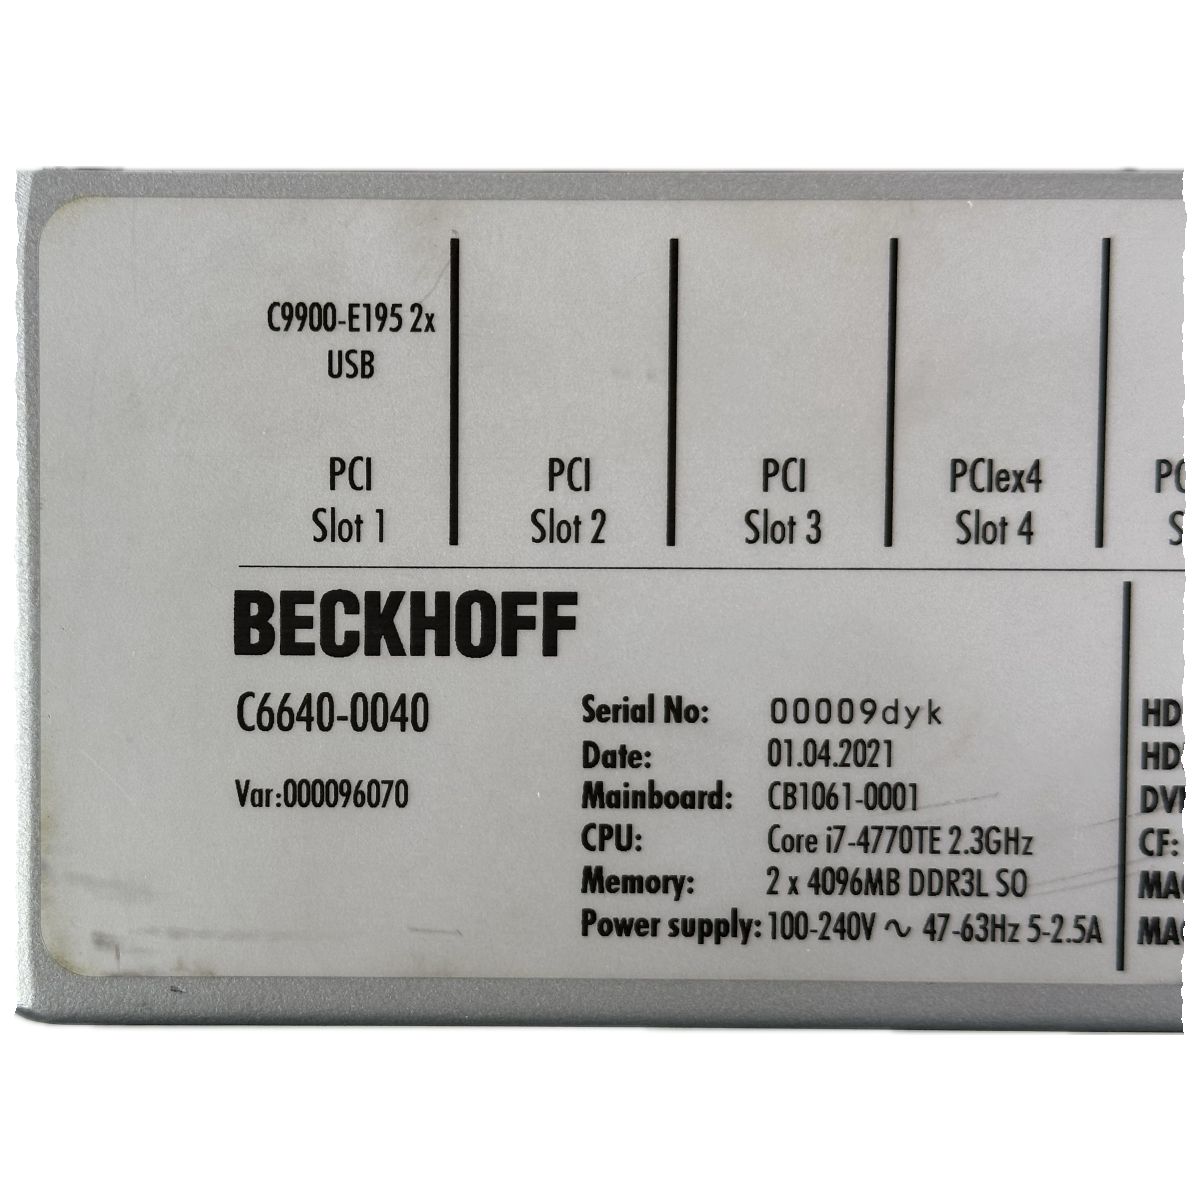 C9900-E195 2x
USB
PCI
Slot 1
PCI
Slot 2
PCI
Slot 3
PCIex4
Slot 4
BECKHOFF
C6640-0040
Var:000096070
Serial No: 00009dyk
Date: 01.04.2021
Mainboard: CB1061-0001
CPU: Core i7-4770TE 2.3GHz
Memory: 2 x 4096MB DDR3L SO
Power supply: 100-240V ~ 47-63Hz 5-2.5A
HD
HD
CF: